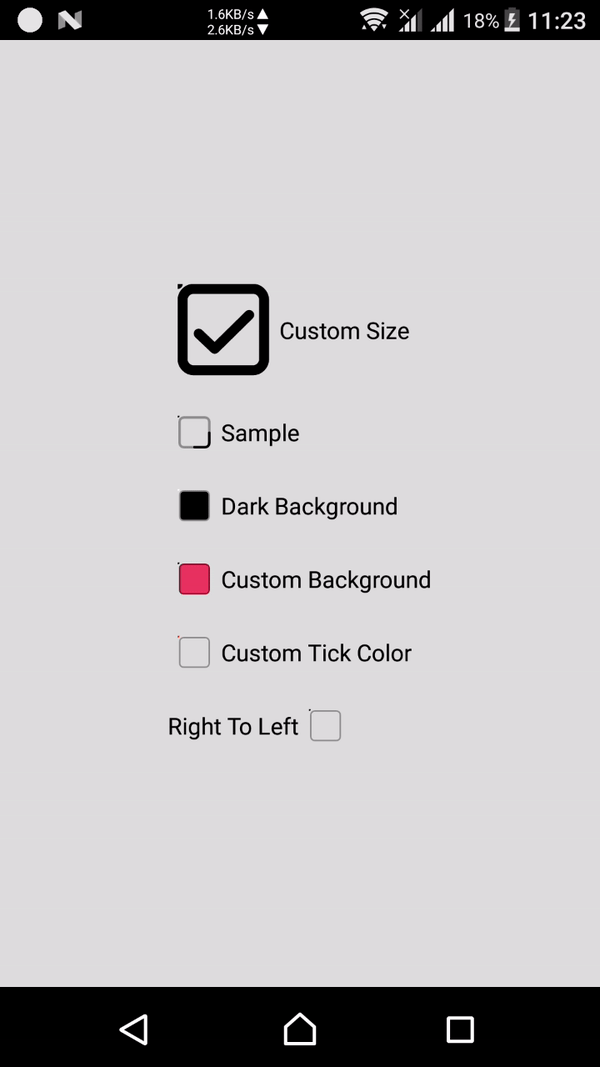 1.6KB/s
2.6KB/s
18%
11:23
Custom Size
Sample
Dark Background
Custom Background
Custom Tick Color
Right To Left